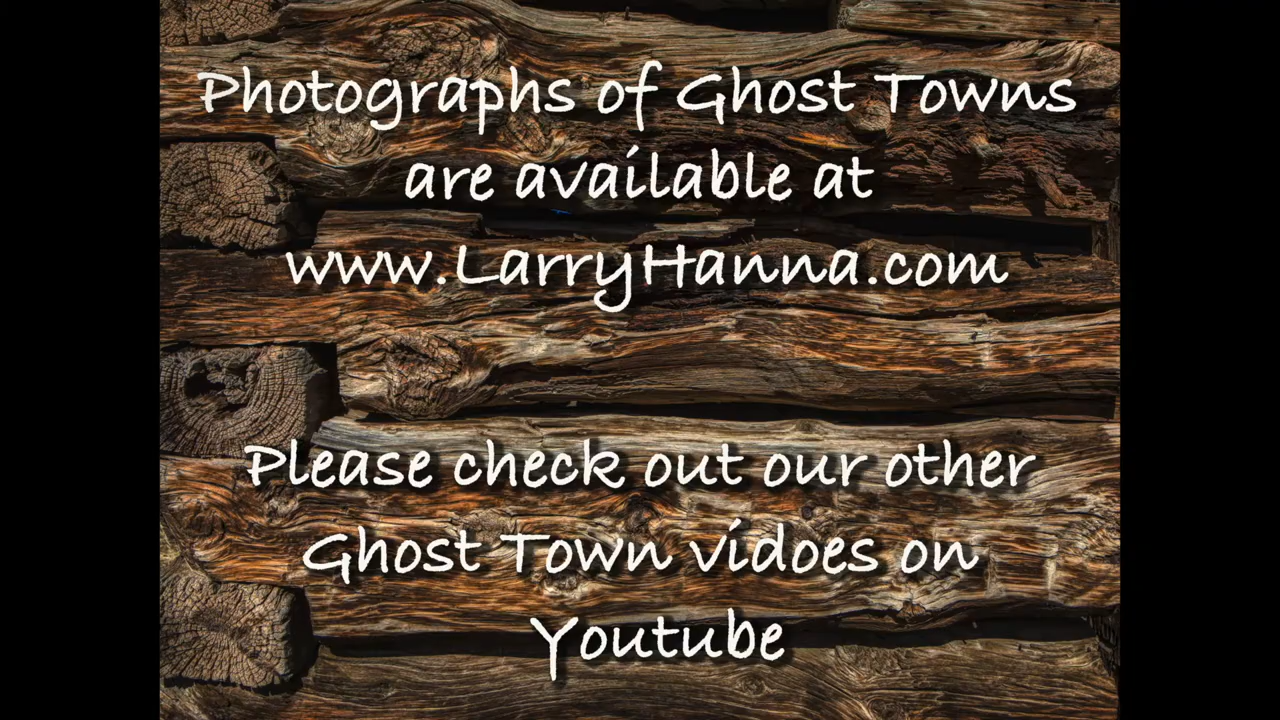 Photographs of Ghost Towns
are available at
www.LarryHanna.com
Please check out our other
Ghost Town vidoes on
Youtube